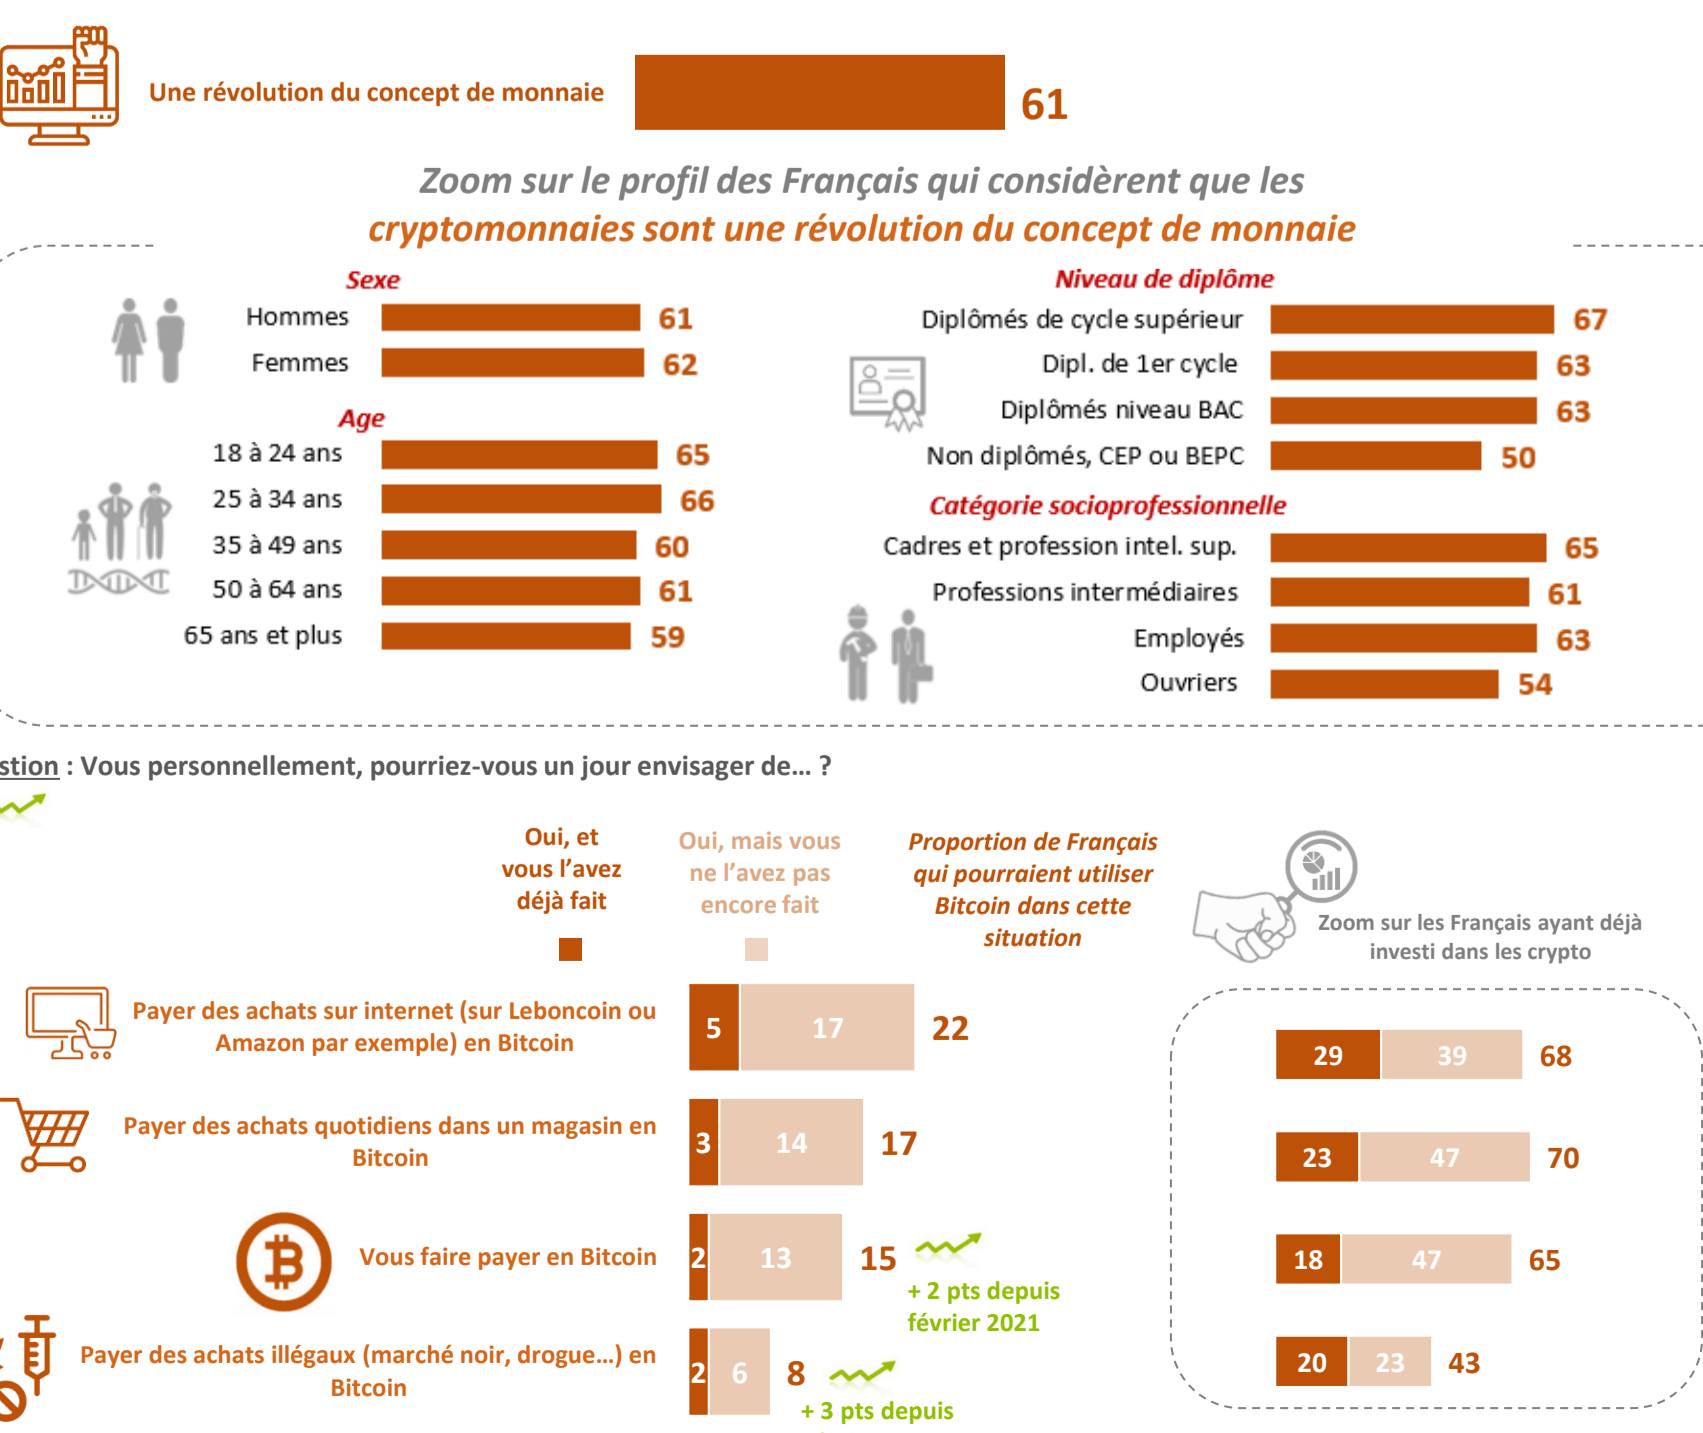 Une révolution du concept de monnaie
61
Zoom sur le profil des Français qui considèrent que les
cryptomonnaies sont une révolution du concept de monnaie
Sexe
Hommes 61
Femmes 62
Age
18 à 24 ans 65
25 à 34 ans 66
35 à 49 ans 60
50 à 64 ans 61
65 ans et plus 59
Niveau de diplôme
Diplômés de cycle supérieur 67
Dipl. de 1er cycle 63
Diplômés niveau BAC 63
Non diplômés, CEP ou BEPC 50
Catégorie socioprofessionnelle
Cadres et profession intel. sup. 65
Professions intermédiaires 61
Employés 63
Ouvriers 54
stion : Vous personnellement, pourriez-vous un jour envisager de… ?
Oui, et
vous l’avez
déjà fait
Oui, mais vous
ne l’avez pas
encore fait
Proportion de Français
qui pourraient utiliser
Bitcoin dans cette
situation
Zoom sur les Français ayant déjà
investi dans les crypto
Payer des achats sur internet (sur Leboncoin ou
Amazon par exemple) en Bitcoin
5 17 22
29 39 68
Payer des achats quotidiens dans un magasin en
Bitcoin
3 14 17
23 47 70
Vous faire payer en Bitcoin
2 13 15
+ 2 pts depuis
février 2021
18 47 65
Payer des achats illégaux (marché noir, drogue…) en
Bitcoin
2 6 8
+ 3 pts depuis
20 23 43